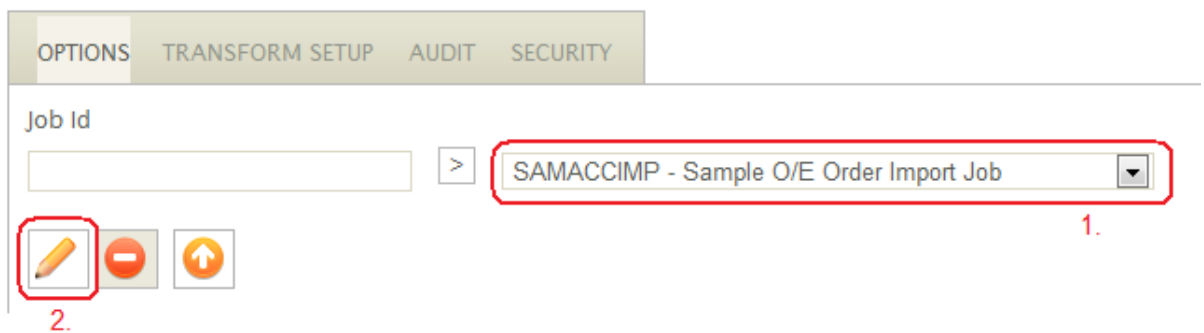 OPTIONS TRANSFORM SETUP AUDIT SECURITY
Job Id
> SAMACCIMP - Sample O/E Order Import Job
1.
2.